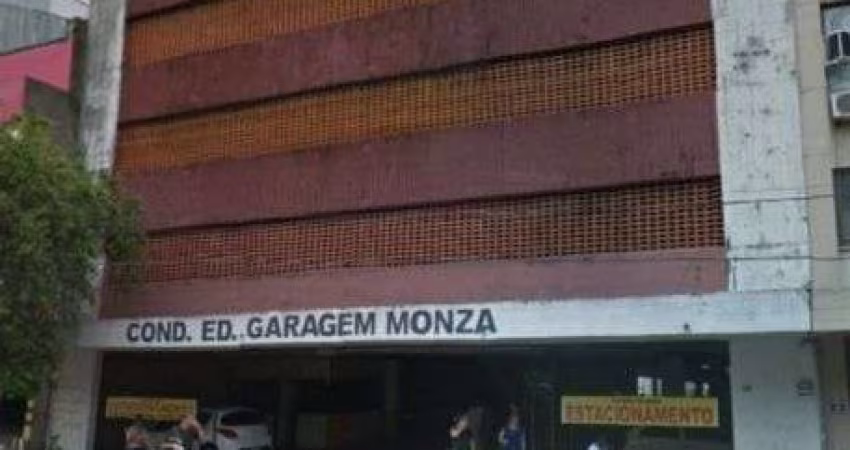 COND. ED. GARAGEM MONZA
ESTACIONAMENTO